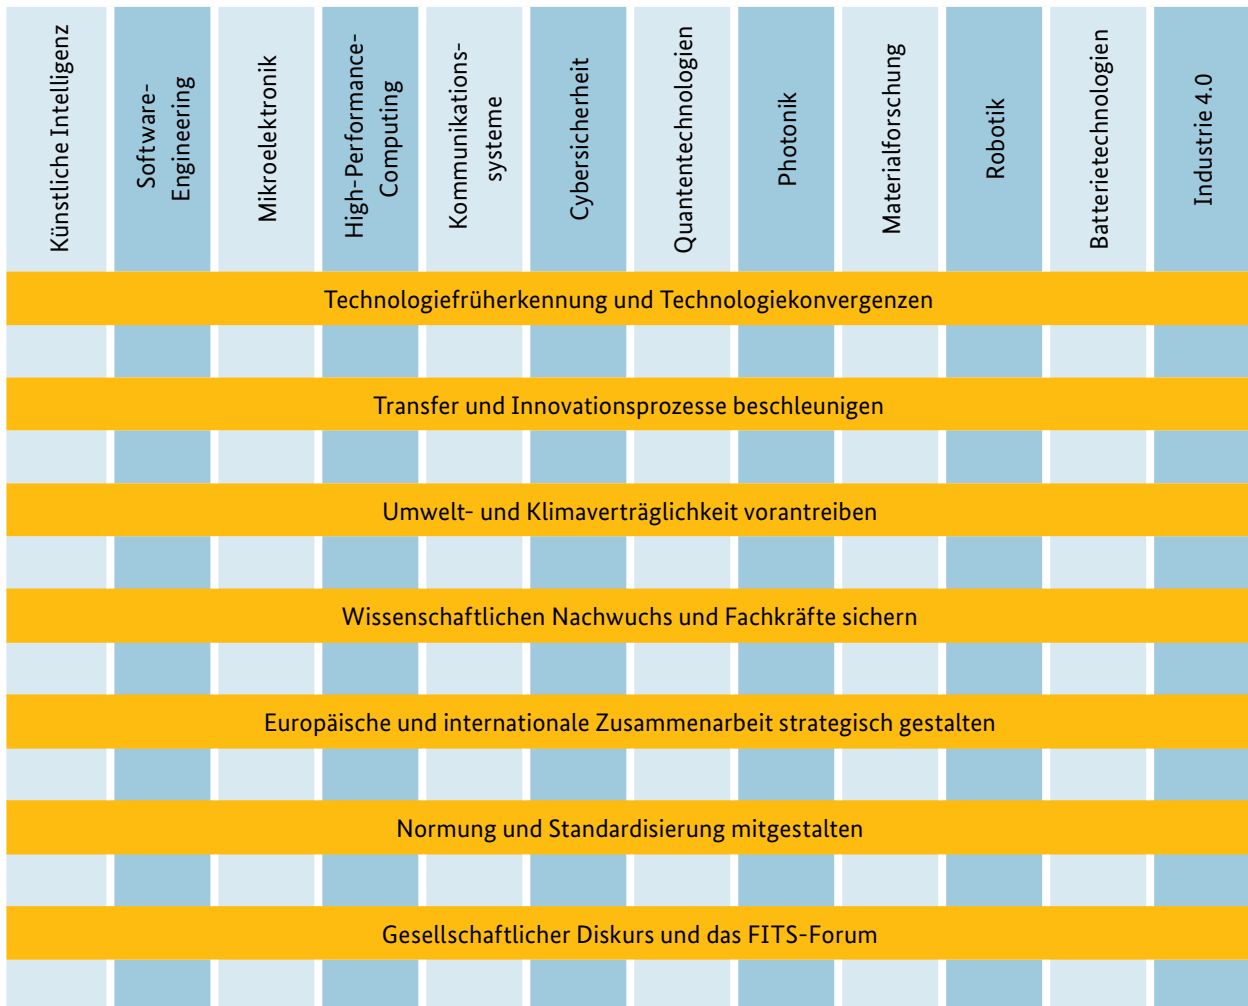 Künstliche Intelligenz
Software-
Engineering
Mikroelektronik
High-Performance-
Computing
Kommunikations-
systeme
Cybersicherheit
Quantentechnologien
Photonik
Materialforschung
Robotik
Batterietechnologien
Industrie 4.0
Technologiefrüherkennung und Technologiekonvergenzen
Transfer und Innovationsprozesse beschleunigen
Umwelt- und Klimaverträglichkeit vorantreiben
Wissenschaftlichen Nachwuchs und Fachkräfte sichern
Europäische und internationale Zusammenarbeit strategisch gestalten
Normung und Standardisierung mitgestalten
Gesellschaftlicher Diskurs und das FITS-Forum